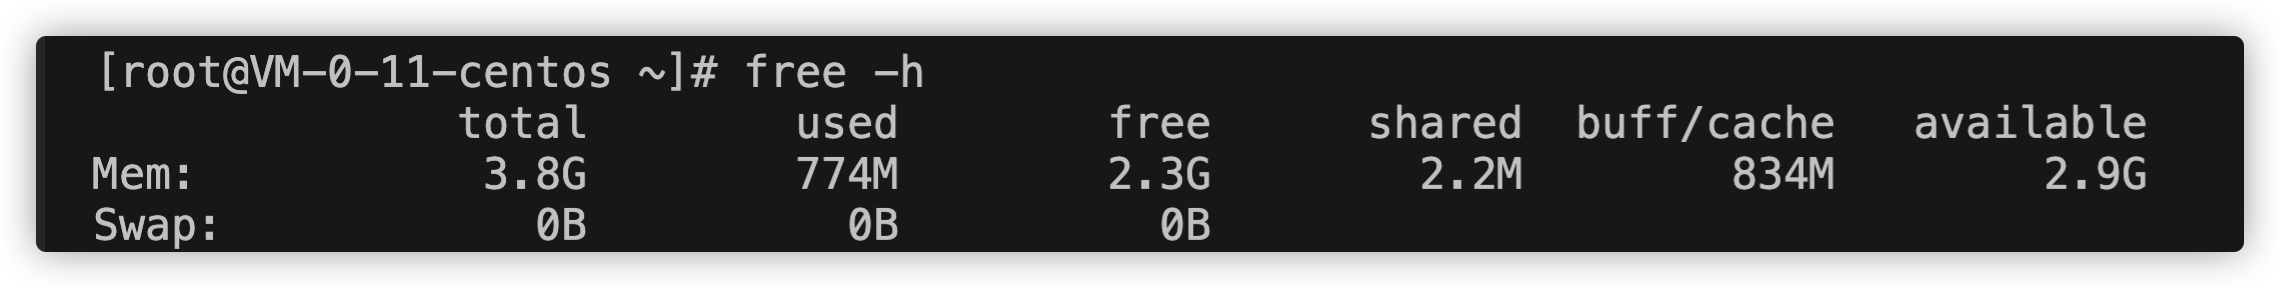 [root@VM-0-11-centos ~]# free -h
              total        used        free      shared  buff/cache   available
Mem:           3.8G        774M        2.3G        2.2M        834M        2.9G
Swap:            0B          0B          0B